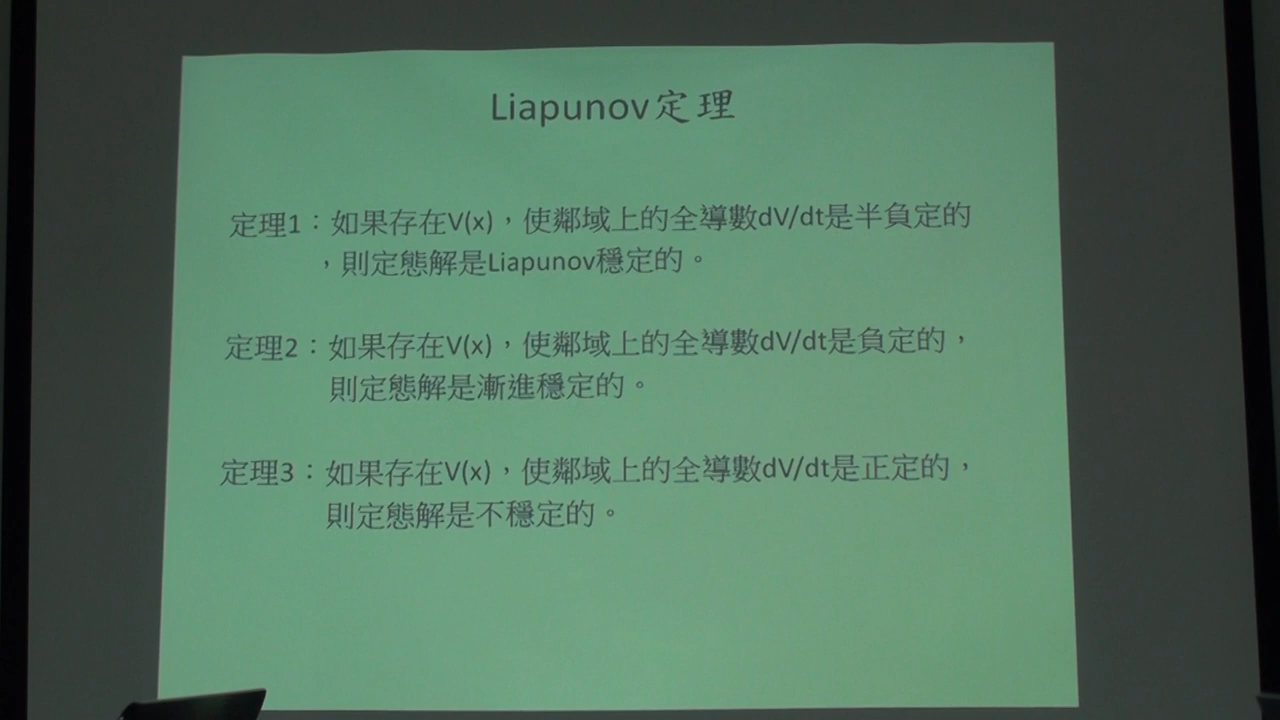 Liapunov定理
定理1：如果存在V(x)，使鄰域上的全導數dV/dt是半負定的
，則定態解是Liapunov穩定的。
定理2：如果存在V(x)，使鄰域上的全導數dV/dt是負定的，
則定態解是漸進穩定的。
定理3：如果存在V(x)，使鄰域上的全導數dV/dt是正定的，
則定態解是不穩定的。